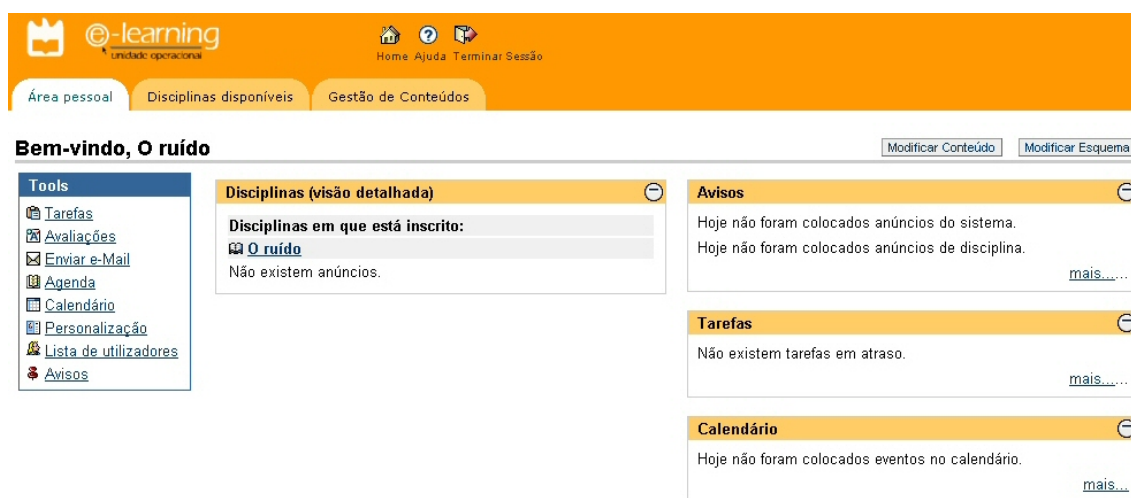 e-learning
unidade operacional
Home Ajuda Terminar Sessão
Área pessoal Disciplinas disponíveis Gestão de Conteúdos
Bem-vindo, O ruído
Modificar Conteúdo Modificar Esquema
Tools
Tarefas
Avaliações
Enviar e-Mail
Agenda
Calendário
Personalização
Lista de utilizadores
Avisos
Disciplinas (visão detalhada)
Disciplinas em que está inscrito:
O ruído
Não existem anúncios.
Avisos
Hoje não foram colocados anúncios do sistema.
Hoje não foram colocados anúncios de disciplina.
mais......
Tarefas
Não existem tarefas em atraso.
mais......
Calendário
Hoje não foram colocados eventos no calendário.
mais...